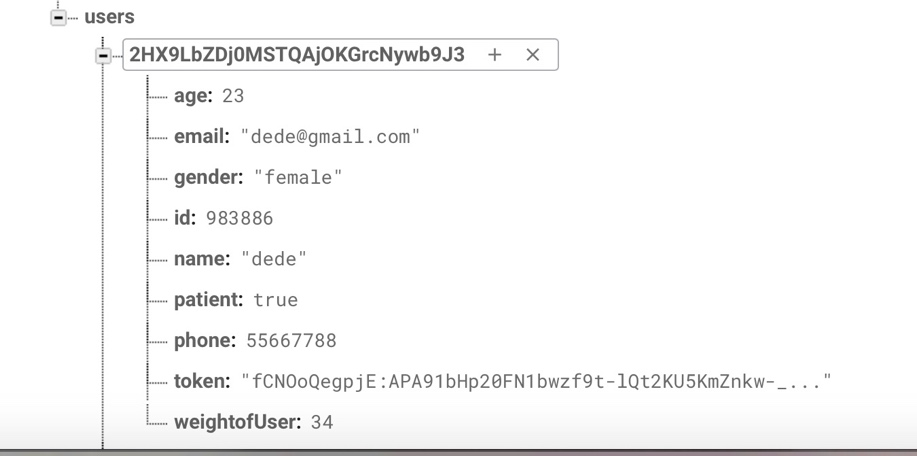 users
2HX9LbZDj0MSTQAjOKGrcNywb9J3 + ×
age: 23
email: "dede@gmail.com"
gender: "female"
id: 983886
name: "dede"
patient: true
phone: 55667788
token: "fCNOoQegpjE:APA91bHp20FN1bwzf9t-lQt2KU5KmZnkw-_..."
weightofUser: 34